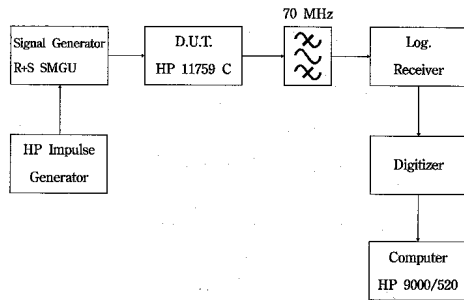 70 MHz
Signal Generator
R+S SMGU
D.U.T.
HP 11759 C
Log.
Receiver
HP Impulse
Generator
Digitizer
Computer
HP 9000/520